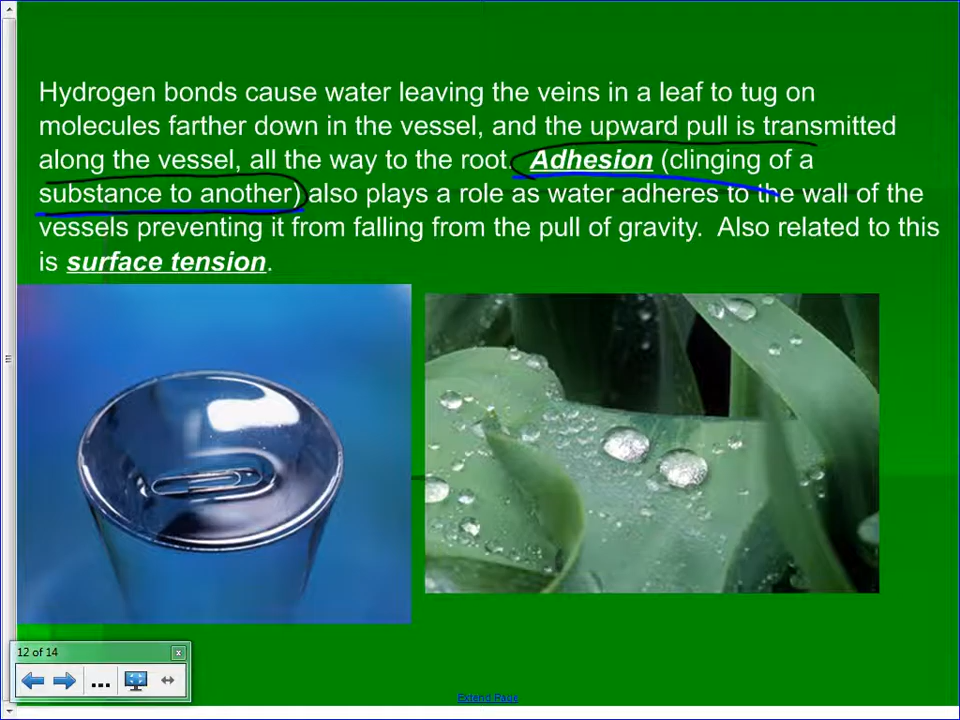 Hydrogen bonds cause water leaving the veins in a leaf to tug on
molecules farther down in the vessel, and the upward pull is transmitted
along the vessel, all the way to the root. Adhesion (clinging of a
substance to another) also plays a role as water adheres to the wall of the
vessels preventing it from falling from the pull of gravity. Also related to this
is surface tension.
12 of 14
Extend Page